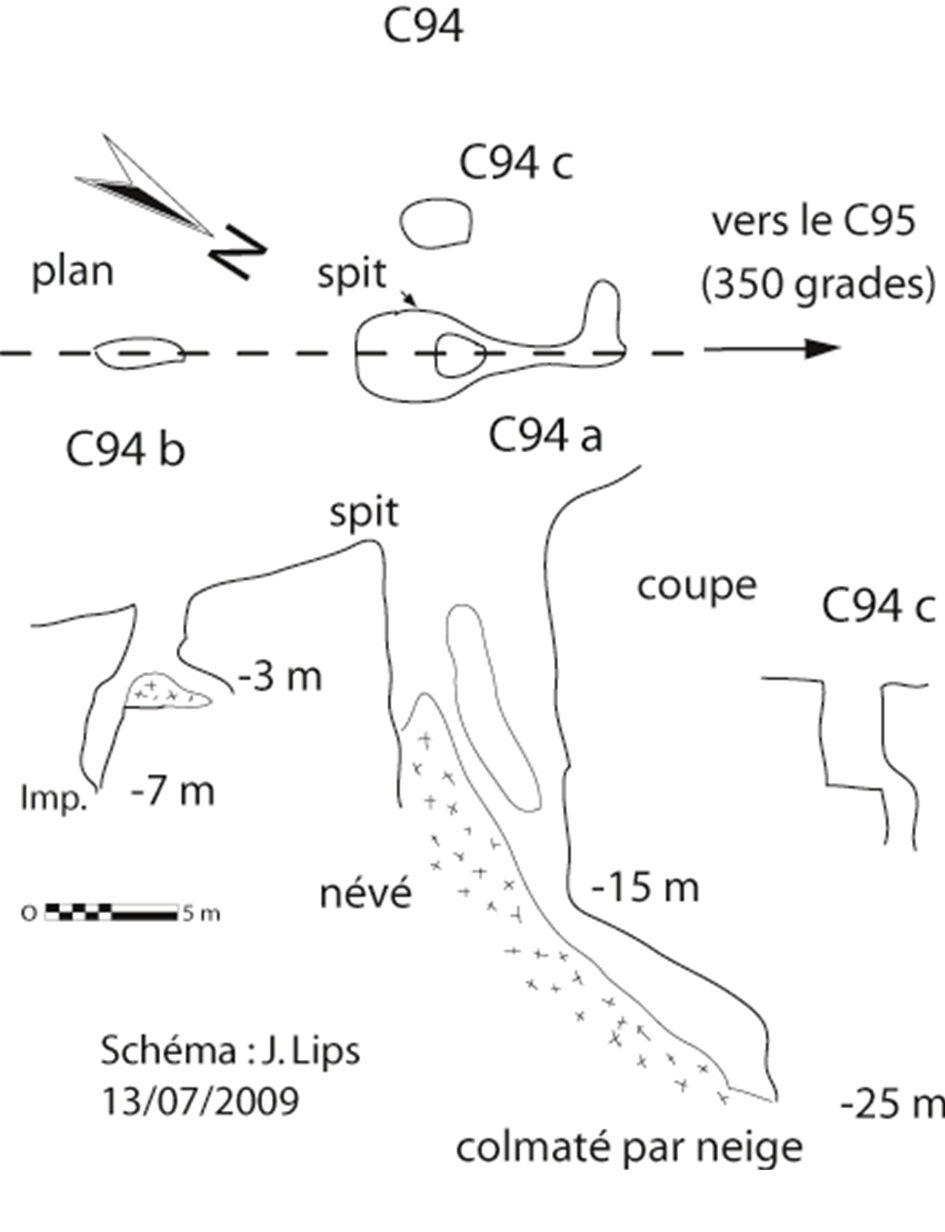 C94
C94 c
N
plan
spit
vers le C95
(350 grades)
C94 b
C94 a
spit
coupe
C94 c
-3 m
Imp.
-7 m
névé
-15 m
0
5 m
Schéma : J. Lips
13/07/2009
-25 m
colmaté par neige